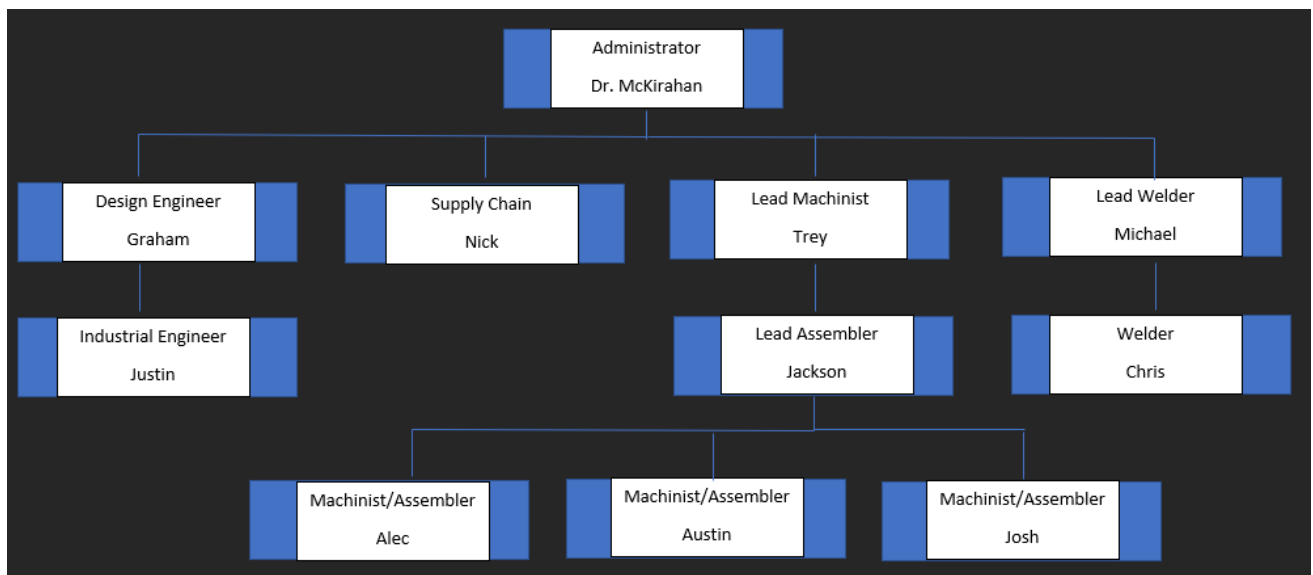 Administrator
Dr. McKirahan
Design Engineer
Graham
Supply Chain
Nick
Lead Machinist
Trey
Lead Welder
Michael
Industrial Engineer
Justin
Lead Assembler
Jackson
Welder
Chris
Machinist/Assembler
Alec
Machinist/Assembler
Austin
Machinist/Assembler
Josh